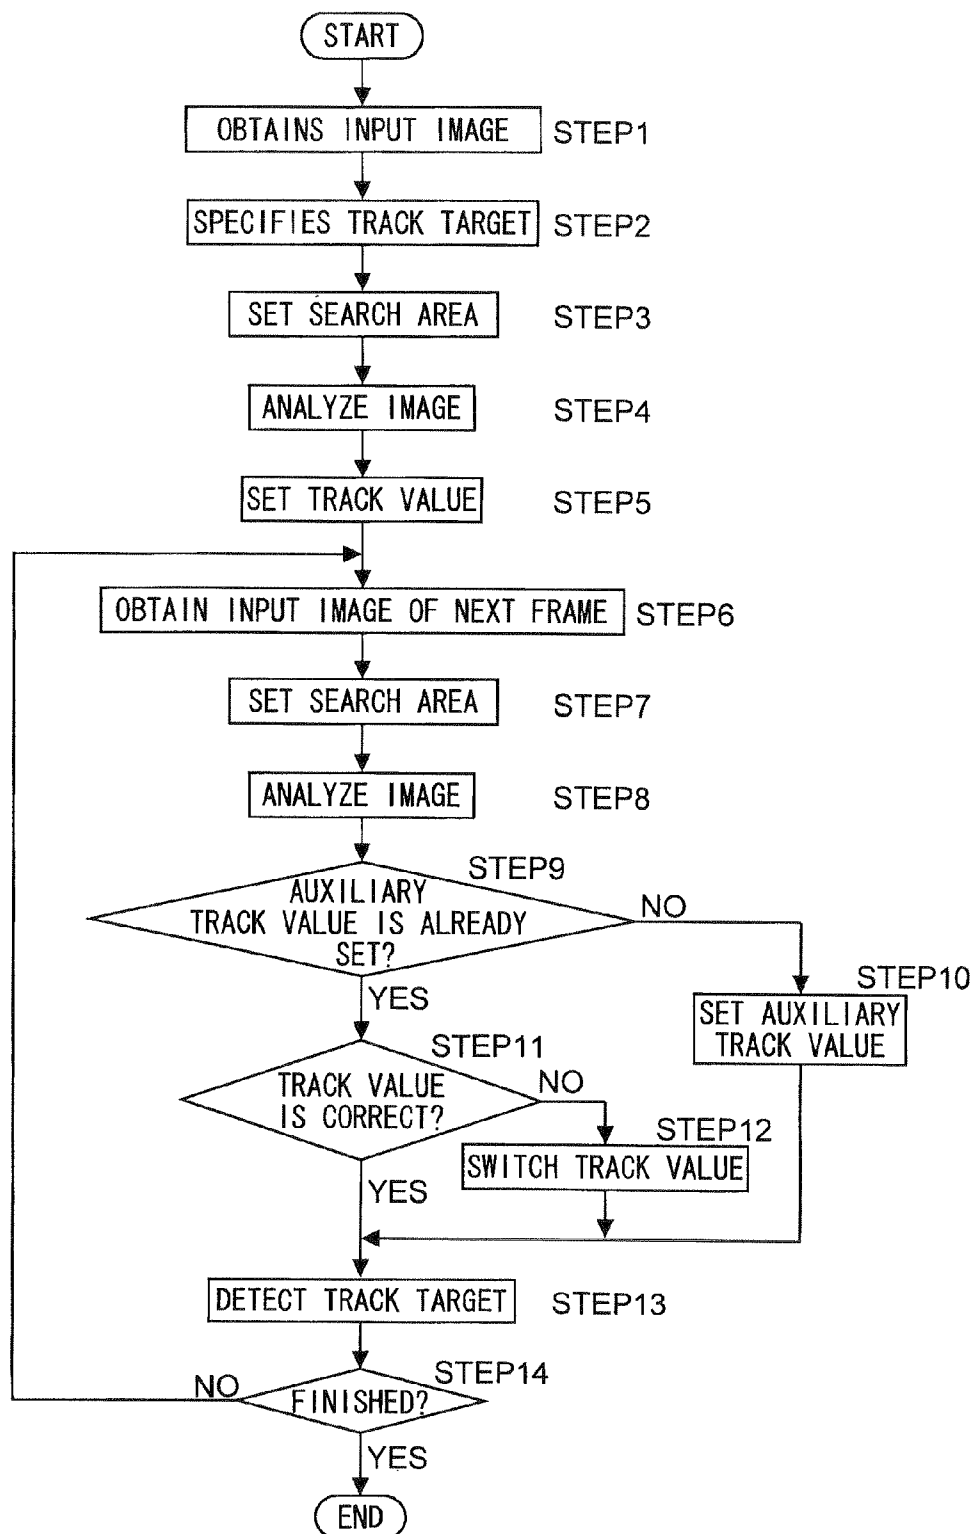 START
OBTAINS INPUT IMAGE
STEP1
SPECIFIES TRACK TARGET
STEP2
SET SEARCH AREA
STEP3
ANALYZE IMAGE
STEP4
SET TRACK VALUE
STEP5
OBTAIN INPUT IMAGE OF NEXT FRAME
STEP6
SET SEARCH AREA
STEP7
ANALYZE IMAGE
STEP8
STEP9
AUXILIARY
TRACK VALUE IS ALREADY
SET?
NO
YES
STEP10
SET AUXILIARY
TRACK VALUE
STEP11
TRACK VALUE
IS CORRECT?
NO
STEP12
SWITCH TRACK VALUE
YES
DETECT TRACK TARGET
STEP13
STEP14
NO
FINISHED?
YES
END